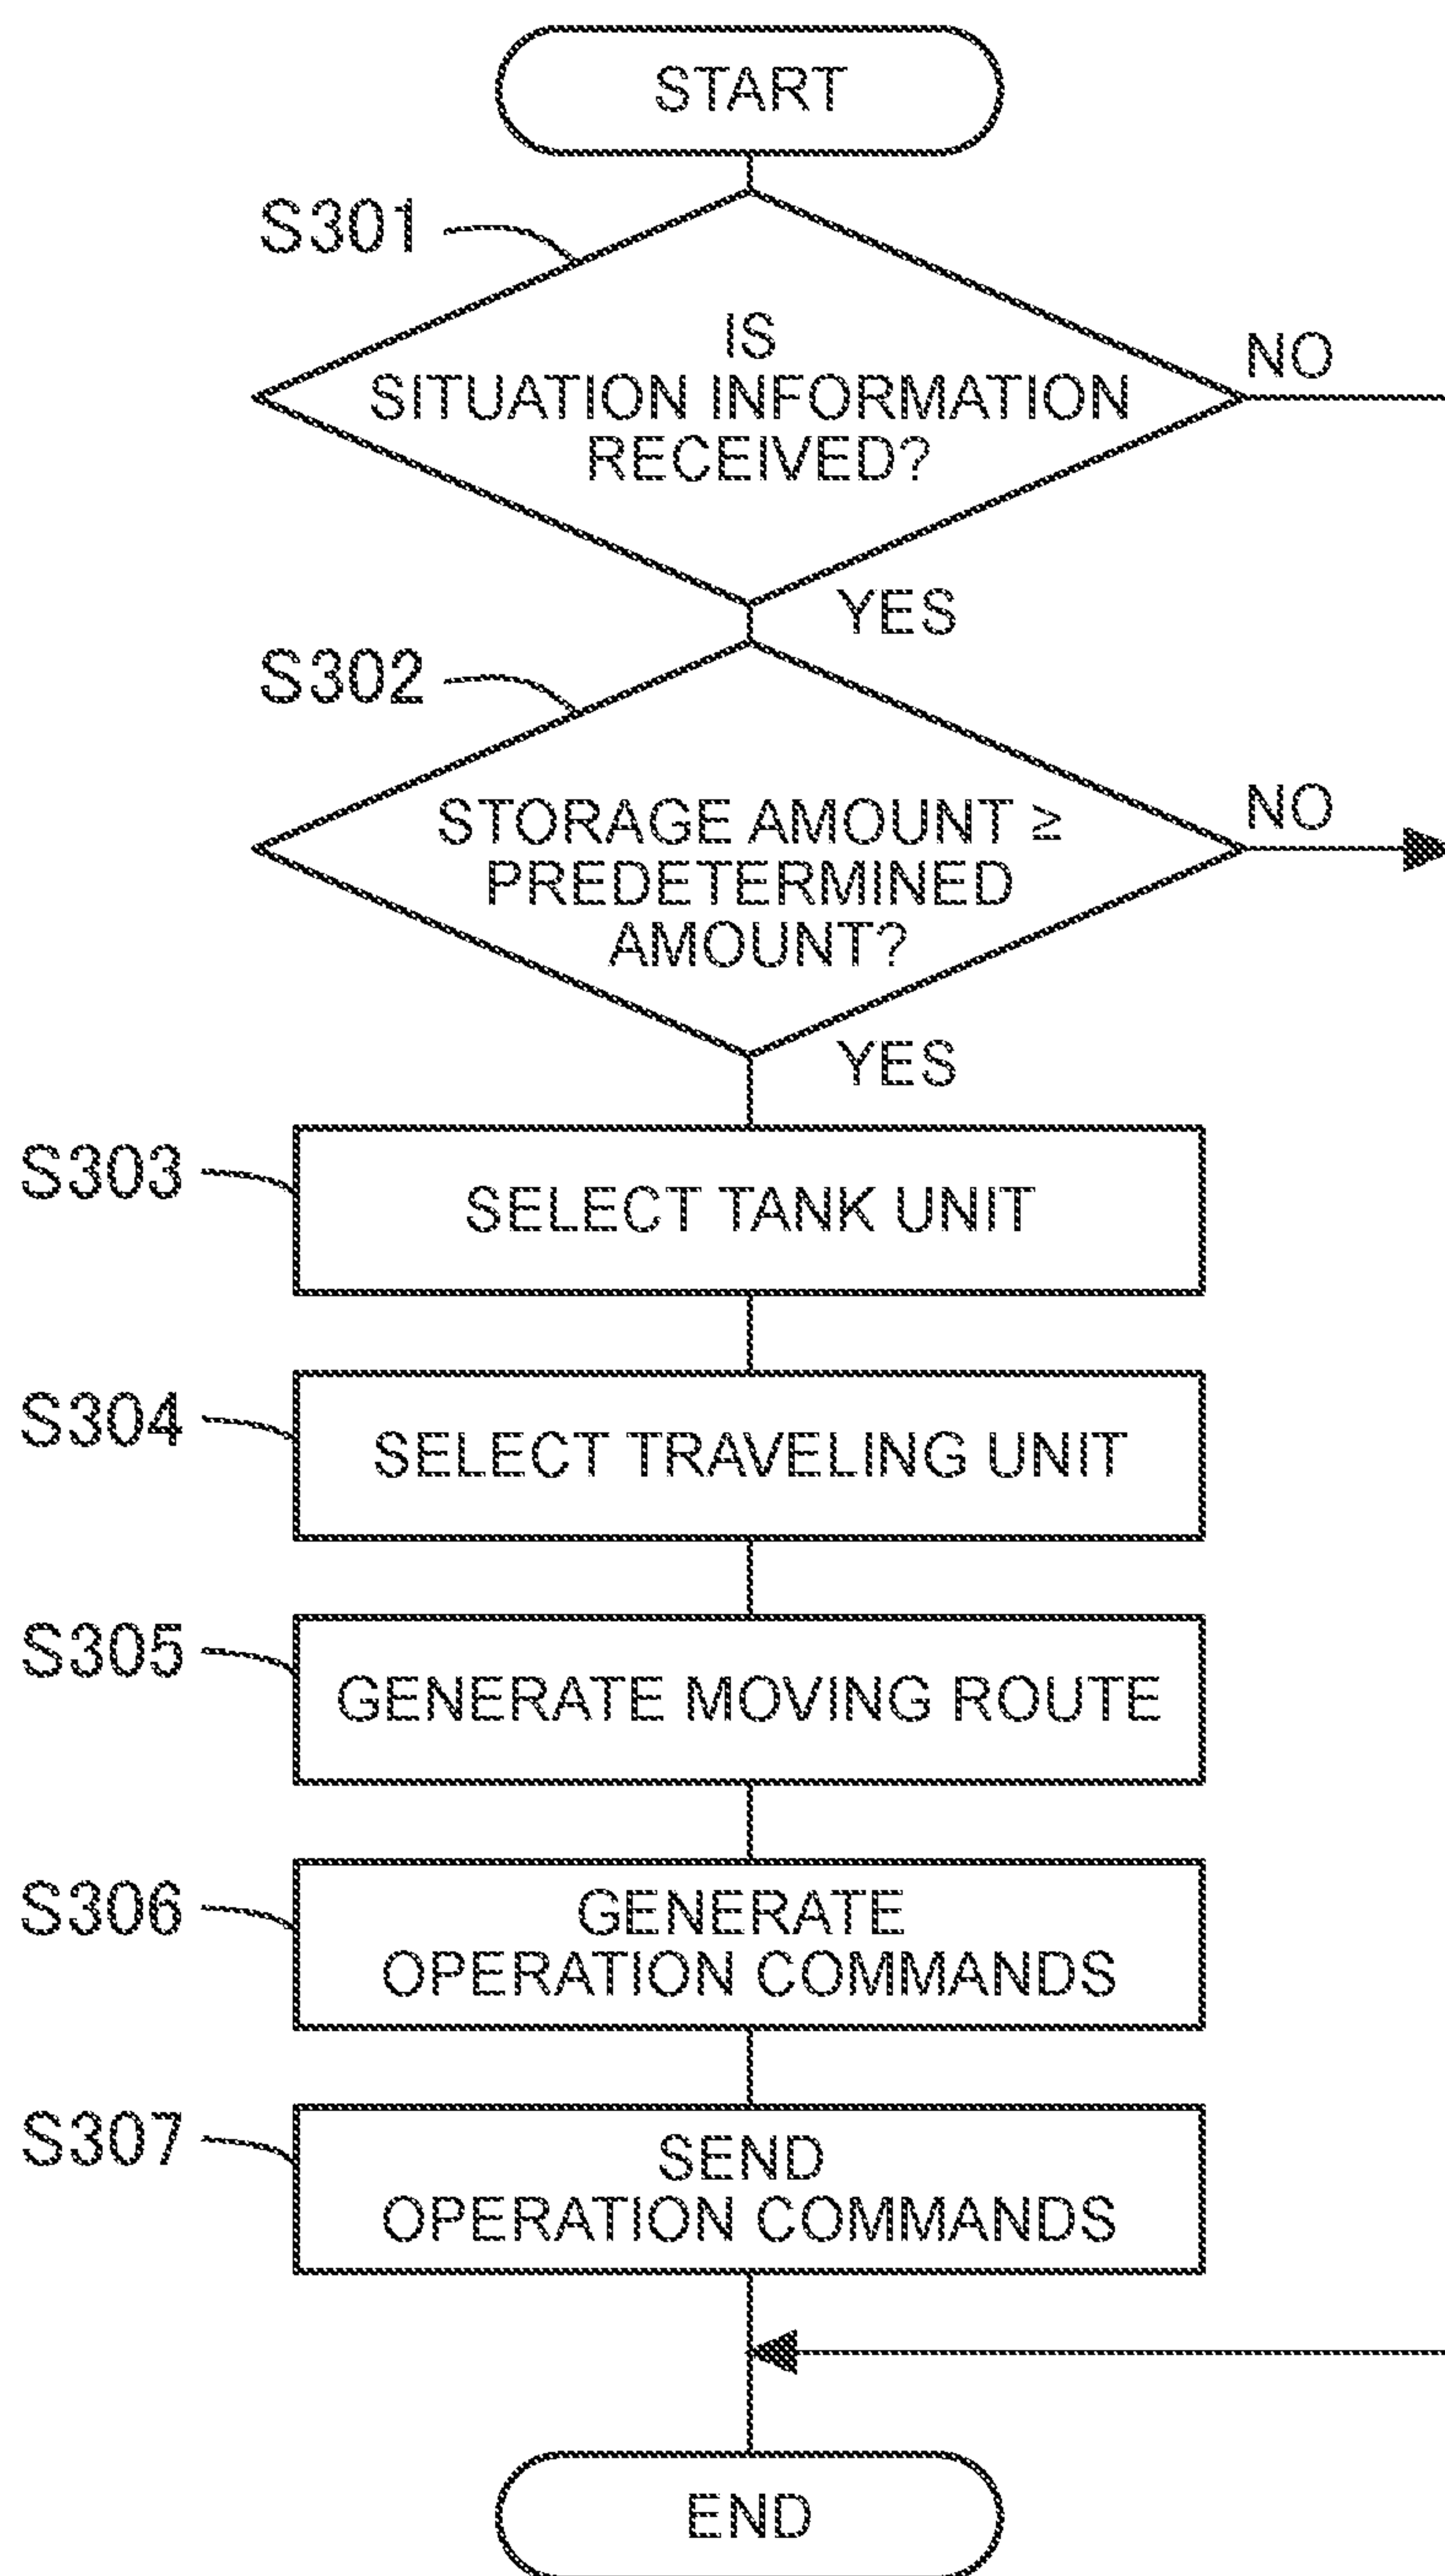 START
S301
IS
SITUATION INFORMATION
RECEIVED?
NO
YES
S302
STORAGE AMOUNT ≥
PREDETERMINED
AMOUNT?
NO
YES
S303
SELECT TANK UNIT
S304
SELECT TRAVELING UNIT
S305
GENERATE MOVING ROUTE
S306
GENERATE
OPERATION COMMANDS
S307
SEND
OPERATION COMMANDS
END